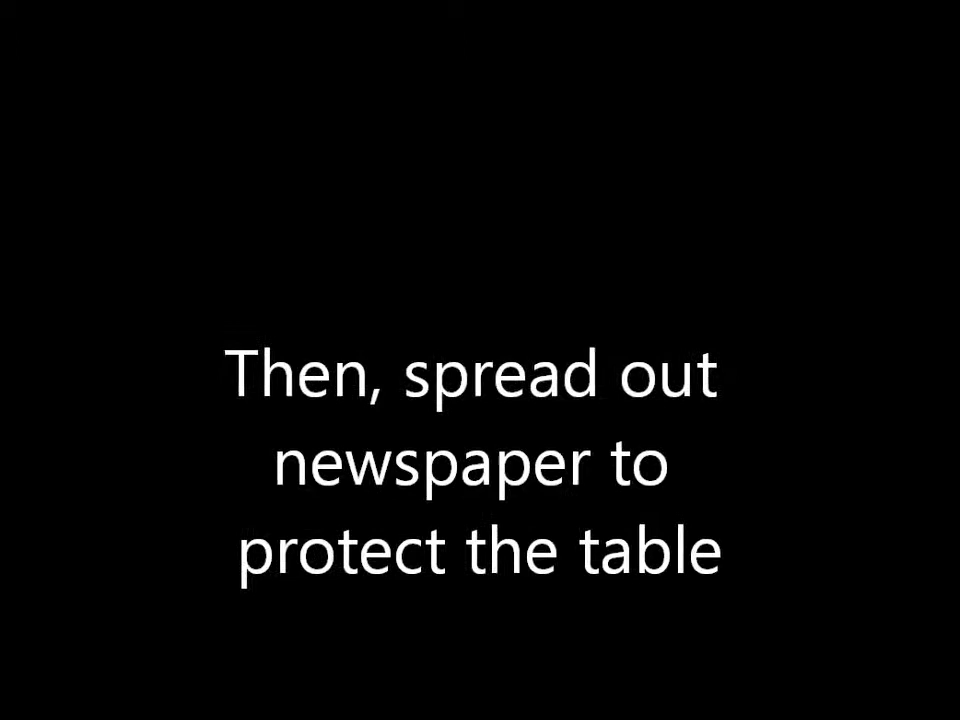 Then, spread out
newspaper to
protect the table